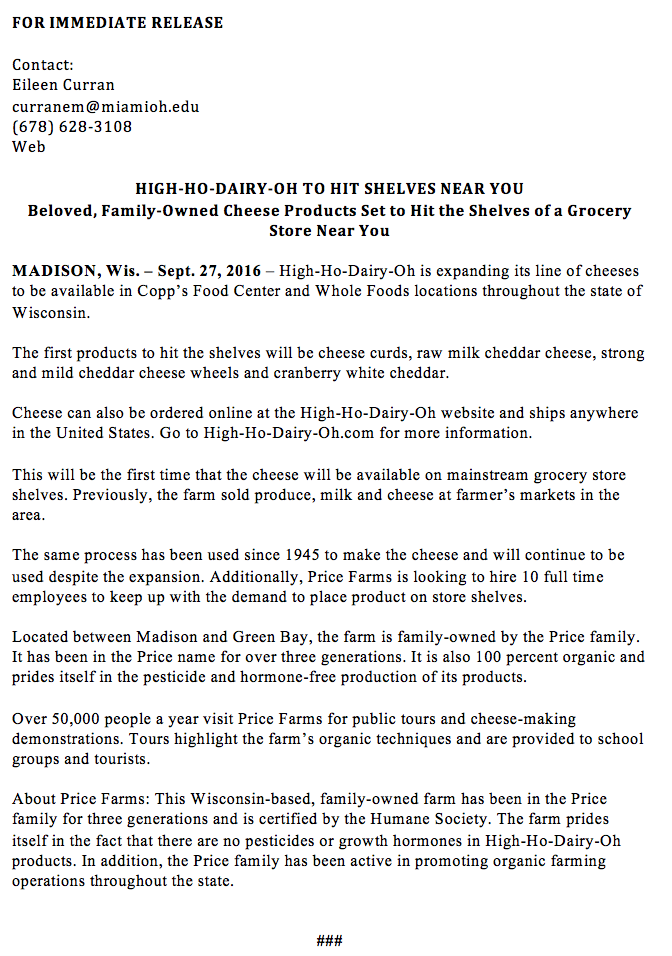 FOR IMMEDIATE RELEASE
Contact:
Eileen Curran
curranem@miamioh.edu
(678) 628-3108
Web
HIGH-HO-DAIRY-OH TO HIT SHELVES NEAR YOU
Beloved, Family-Owned Cheese Products Set to Hit the Shelves of a Grocery
Store Near You
MADISON, Wis. – Sept. 27, 2016 – High-Ho-Dairy-Oh is expanding its line of cheeses
to be available in Copp's Food Center and Whole Foods locations throughout the state of
Wisconsin.
The first products to hit the shelves will be cheese curds, raw milk cheddar cheese, strong
and mild cheddar cheese wheels and cranberry white cheddar.
Cheese can also be ordered online at the High-Ho-Dairy-Oh website and ships anywhere
in the United States. Go to High-Ho-Dairy-Oh.com for more information.
This will be the first time that the cheese will be available on mainstream grocery store
shelves. Previously, the farm sold produce, milk and cheese at farmer's markets in the
area.
The same process has been used since 1945 to make the cheese and will continue to be
used despite the expansion. Additionally, Price Farms is looking to hire 10 full time
employees to keep up with the demand to place product on store shelves.
Located between Madison and Green Bay, the farm is family-owned by the Price family.
It has been in the Price name for over three generations. It is also 100 percent organic and
prides itself in the pesticide and hormone-free production of its products.
Over 50,000 people a year visit Price Farms for public tours and cheese-making
demonstrations. Tours highlight the farm's organic techniques and are provided to school
groups and tourists.
About Price Farms: This Wisconsin-based, family-owned farm has been in the Price
family for three generations and is certified by the Humane Society. The farm prides
itself in the fact that there are no pesticides or growth hormones in High-Ho-Dairy-Oh
products. In addition, the Price family has been active in promoting organic farming
operations throughout the state.
###